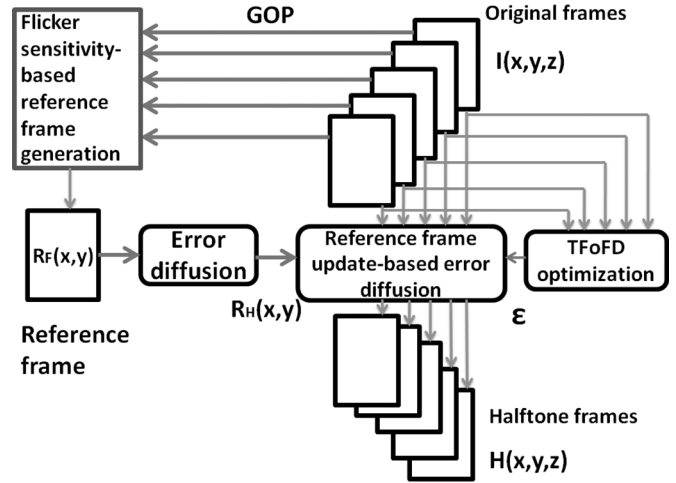 Flicker
sensitivity-
based
reference
frame
generation
GOP
Original frames
I(x,y,z)
RF(x,y)
Reference
frame
Error
diffusion
RH(x,y)
Reference frame
update-based error
diffusion
TFoFD
optimization
ε
Halftone frames
H(x,y,z)